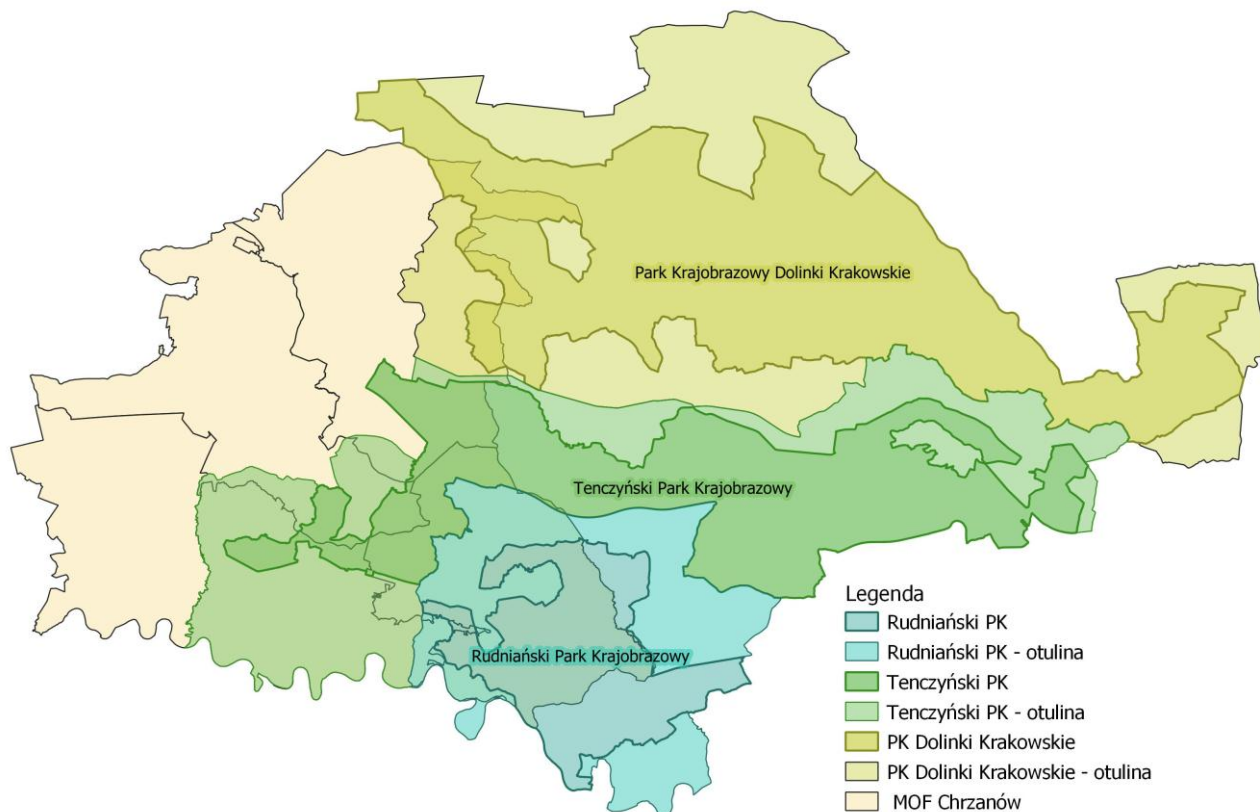 Park Krajobrazowy Dolinki Krakowskie
Tenczyński Park Krajobrazowy
Rudniański Park Krajobrazowy
Legenda
Rudniański PK
Rudniański PK - otulina
Tenczyński PK
Tenczyński PK - otulina
PK Dolinki Krakowskie
PK Dolinki Krakowskie - otulina
MOF Chrzanów